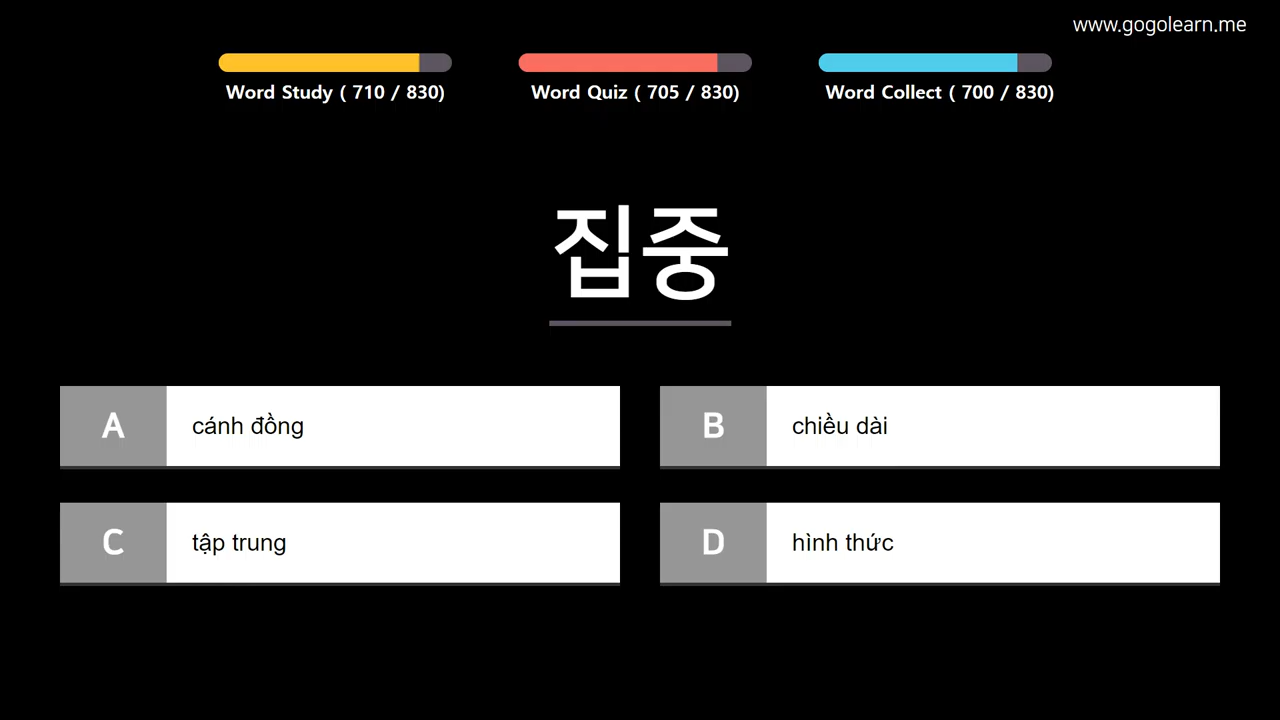 www.gogolearn.me
Word Study ( 710 / 830)
Word Quiz ( 705 / 830)
Word Collect ( 700 / 830)
집중
A
cánh đồng
B
chiều dài
C
tập trung
D
hình thức